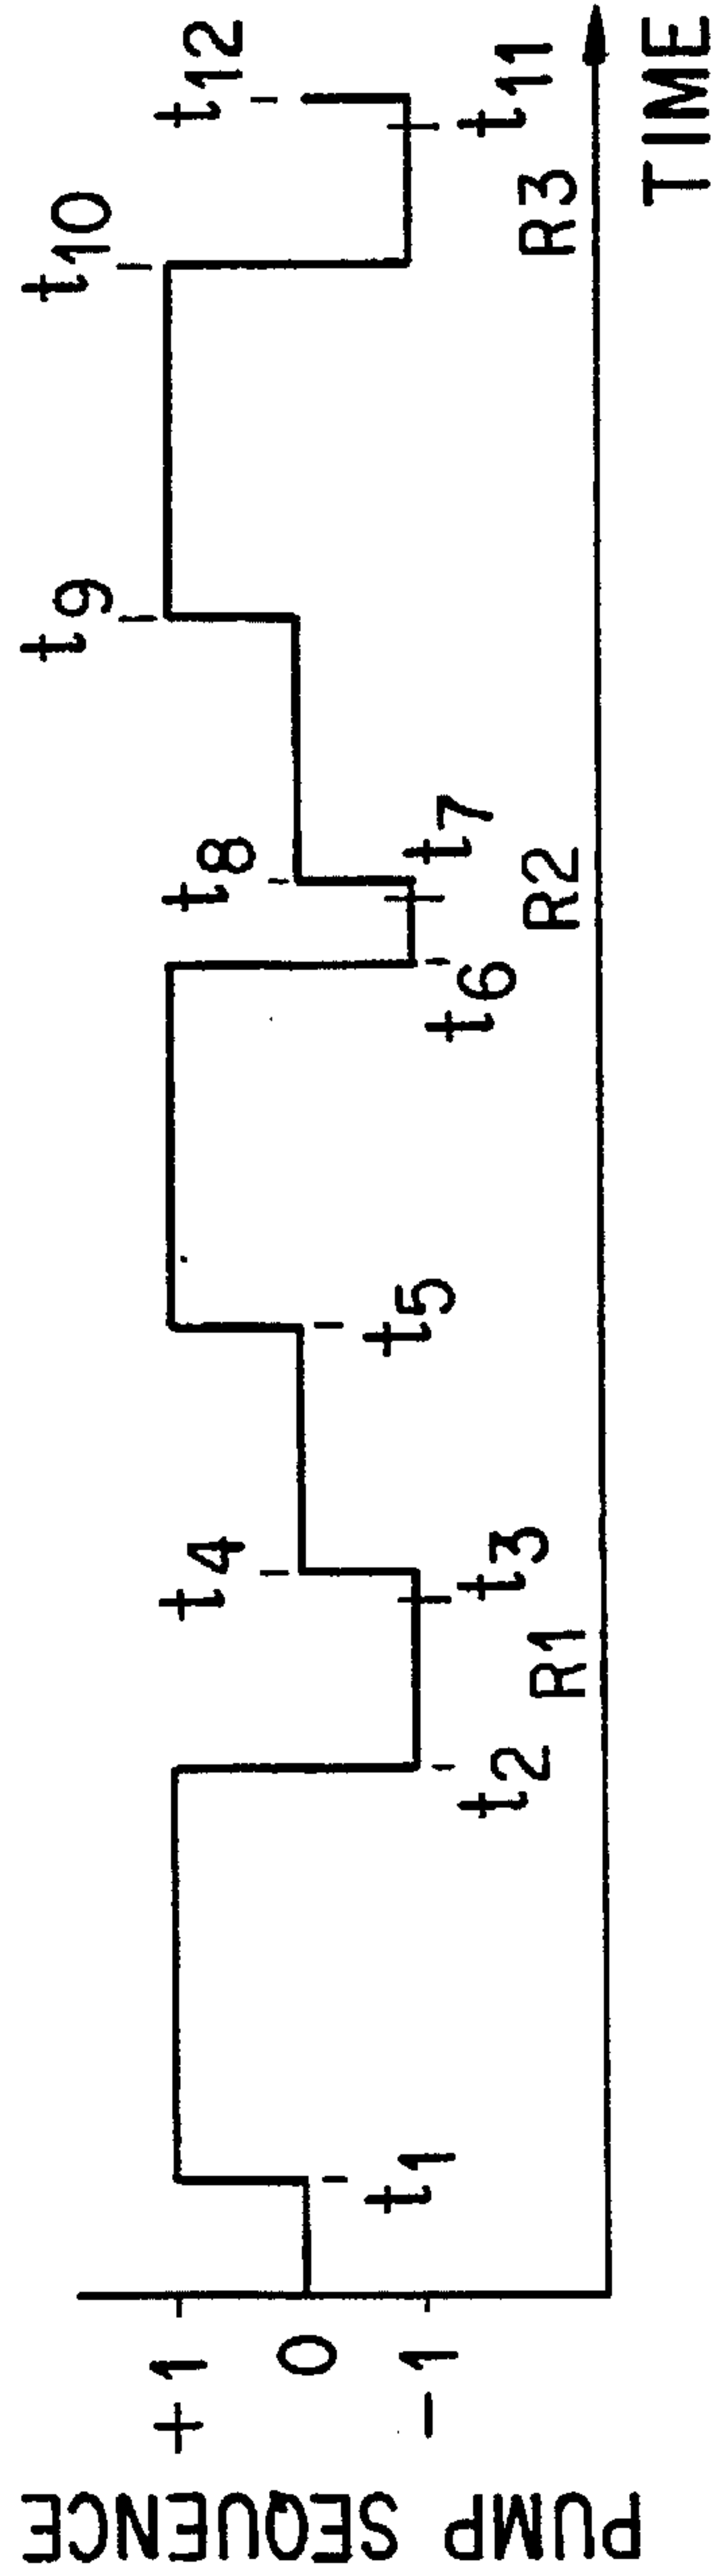 PUMP SEQUENCE
+1
0
-1
t1
t2
t3
t4
t5
t6
t7
t8
t9
t10
t11
t12
R1
R2
R3
TIME